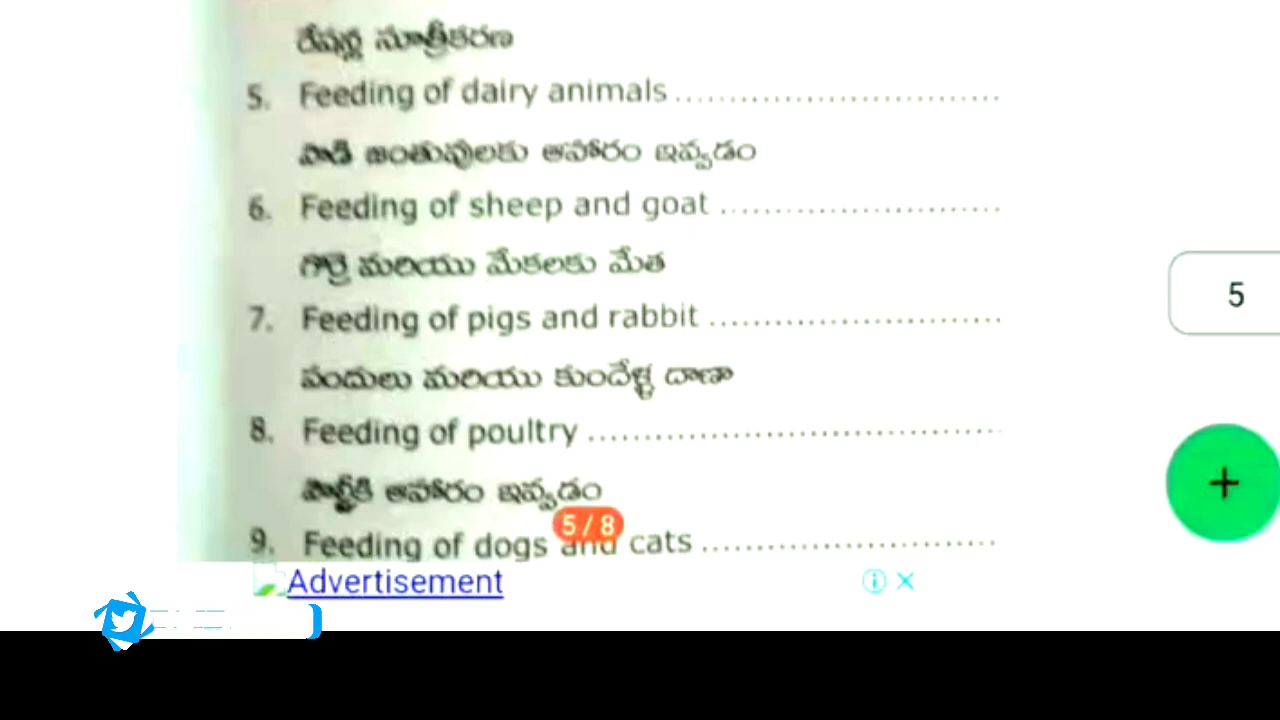 రేషన్ల సూత్రీకరణ
5. Feeding of dairy animals ..............................
పాడి జంతువులకు ఆహారం ఇవ్వడం
6. Feeding of sheep and goat ..........................
గొర్రె మరియు మేకలకు మేత
7. Feeding of pigs and rabbit ...........................
పందులు మరియు కుందేళ్ళ దాణా
8. Feeding of poultry ......................................
పౌల్ట్రీకి ఆహారం ఇవ్వడం
9. Feeding of dogs and cats ...........................
5 / 8
5
+
Advertisement